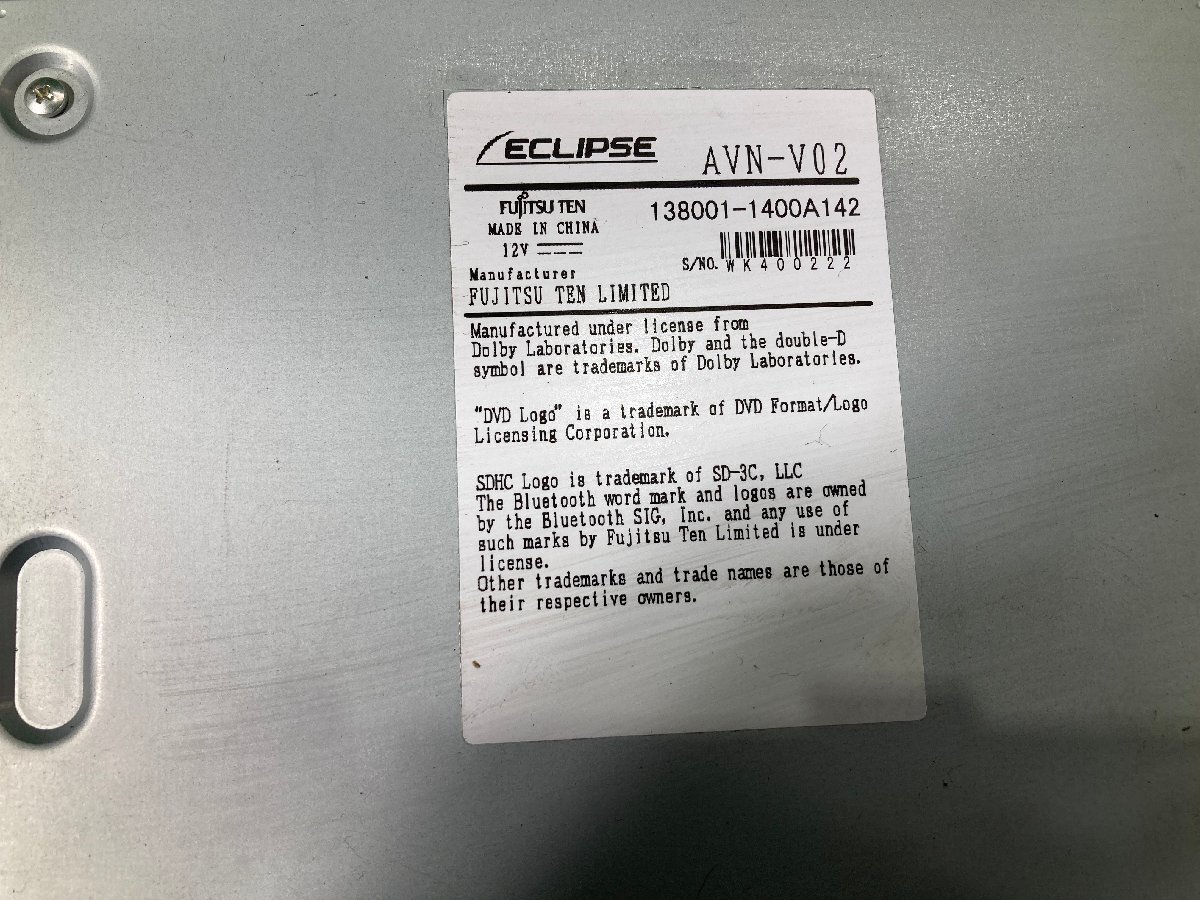 ECLIPSE AVN-V02
FUJITSU TEN 138001-1400A142
MADE IN CHINA
12V
S/NO. WK400222
Manufacturer
FUJITSU TEN LIMITED
Manufactured under license from
Dolby Laboratories. Dolby and the double-D
symbol are trademarks of Dolby Laboratories.
"DVD Logo" is a trademark of DVD Format/Logo
Licensing Corporation.
SDHC Logo is trademark of SD-3C, LLC
The Bluetooth word mark and logos are owned
by the Bluetooth SIG, Inc. and any use of
such marks by Fujitsu Ten Limited is under
license.
Other trademarks and trade names are those of
their respective owners.